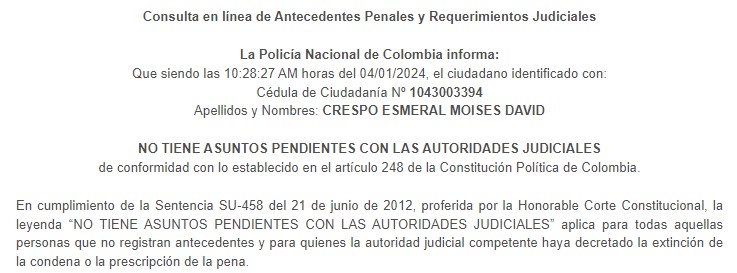 Consulta en línea de Antecedentes Penales y Requerimientos Judiciales
La Policía Nacional de Colombia informa:
Que siendo las 10:28:27 AM horas del 04/01/2024, el ciudadano identificado con:
Cédula de Ciudadanía Nº 1043003394
Apellidos y Nombres: CRESPO ESMERAL MOISES DAVID
NO TIENE ASUNTOS PENDIENTES CON LAS AUTORIDADES JUDICIALES
de conformidad con lo establecido en el artículo 248 de la Constitución Política de Colombia.
En cumplimiento de la Sentencia SU-458 del 21 de junio de 2012, proferida por la Honorable Corte Constitucional, la
leyenda “NO TIENE ASUNTOS PENDIENTES CON LAS AUTORIDADES JUDICIALES” aplica para todas aquellas
personas que no registran antecedentes y para quienes la autoridad judicial competente haya decretado la extinción de
la condena o la prescripción de la pena.